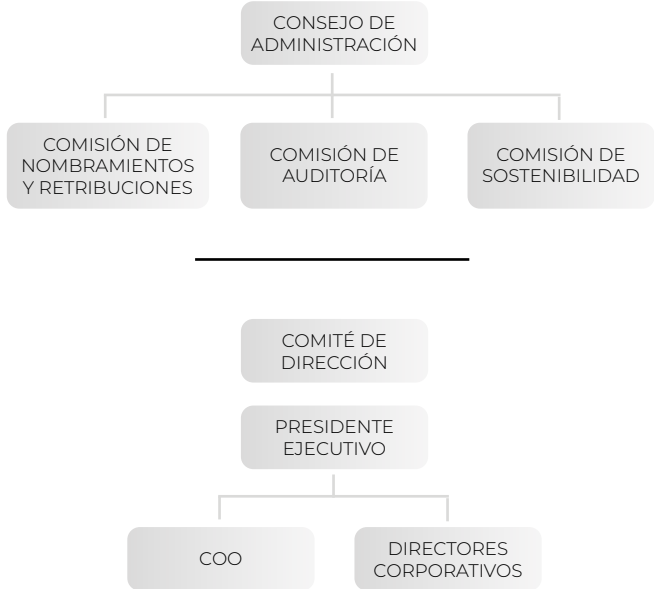 CONSEJO DE
ADMINISTRACIÓN
COMISIÓN DE
NOMBRAMIENTOS
Y RETRIBUCIONES
COMISIÓN DE
AUDITORÍA
COMISIÓN DE
SOSTENIBILIDAD
COMITÉ DE
DIRECCIÓN
PRESIDENTE
EJECUTIVO
COO
DIRECTORES
CORPORATIVOS